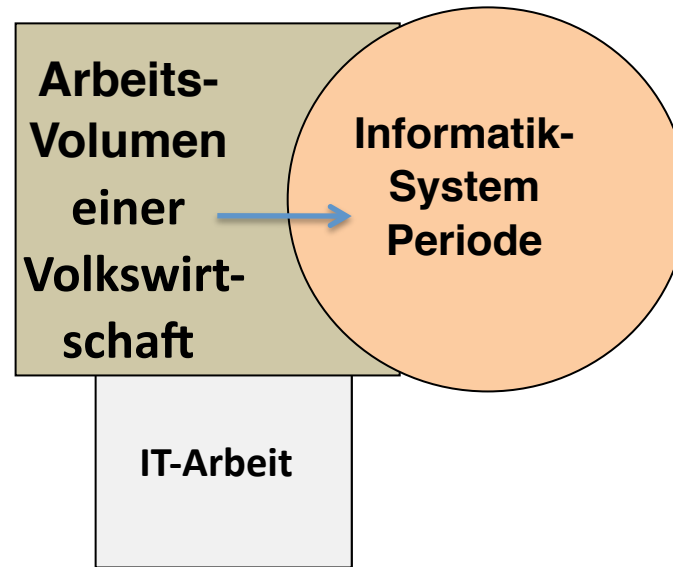 Arbeits-
Volumen
einer
Volkswirt-
schaft
Informatik-
System
Periode
IT-Arbeit